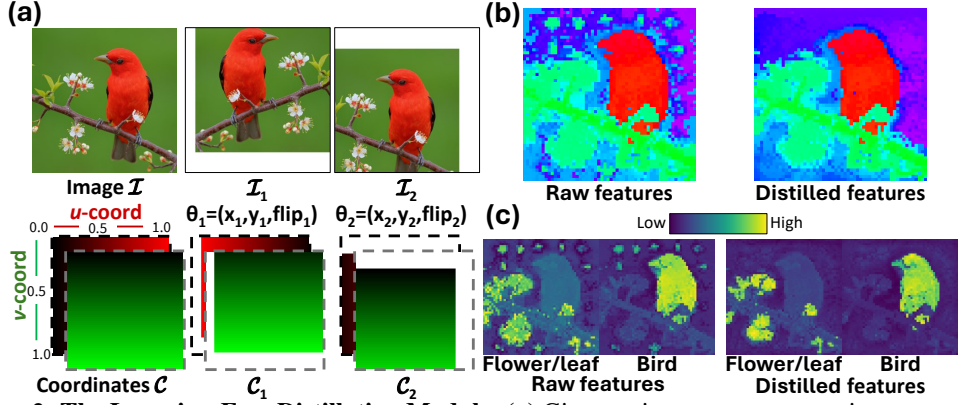 (a)
Image 𝓘
𝓘₁
𝓘₂
u-coord
0.0 0.5 1.0
v-coord
0.5
1.0
θ₁=(x₁,y₁,flip₁)
θ₂=(x₂,y₂,flip₂)
Coordinates 𝓒
𝓒₁
𝓒₂
(b)
Raw features
Distilled features
(c)
Low High
Flower/leaf Bird
Raw features
Flower/leaf Bird
Distilled features